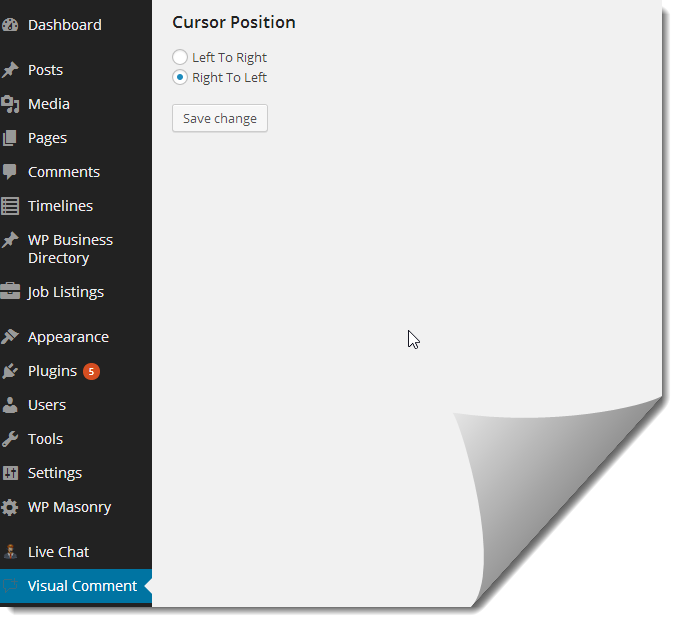 Dashboard
Posts
Media
Pages
Comments
Timelines
WP Business
Directory
Job Listings
Appearance
Plugins 5
Users
Tools
Settings
WP Masonry
Live Chat
Visual Comment
Cursor Position
Left To Right
Right To Left
Save change